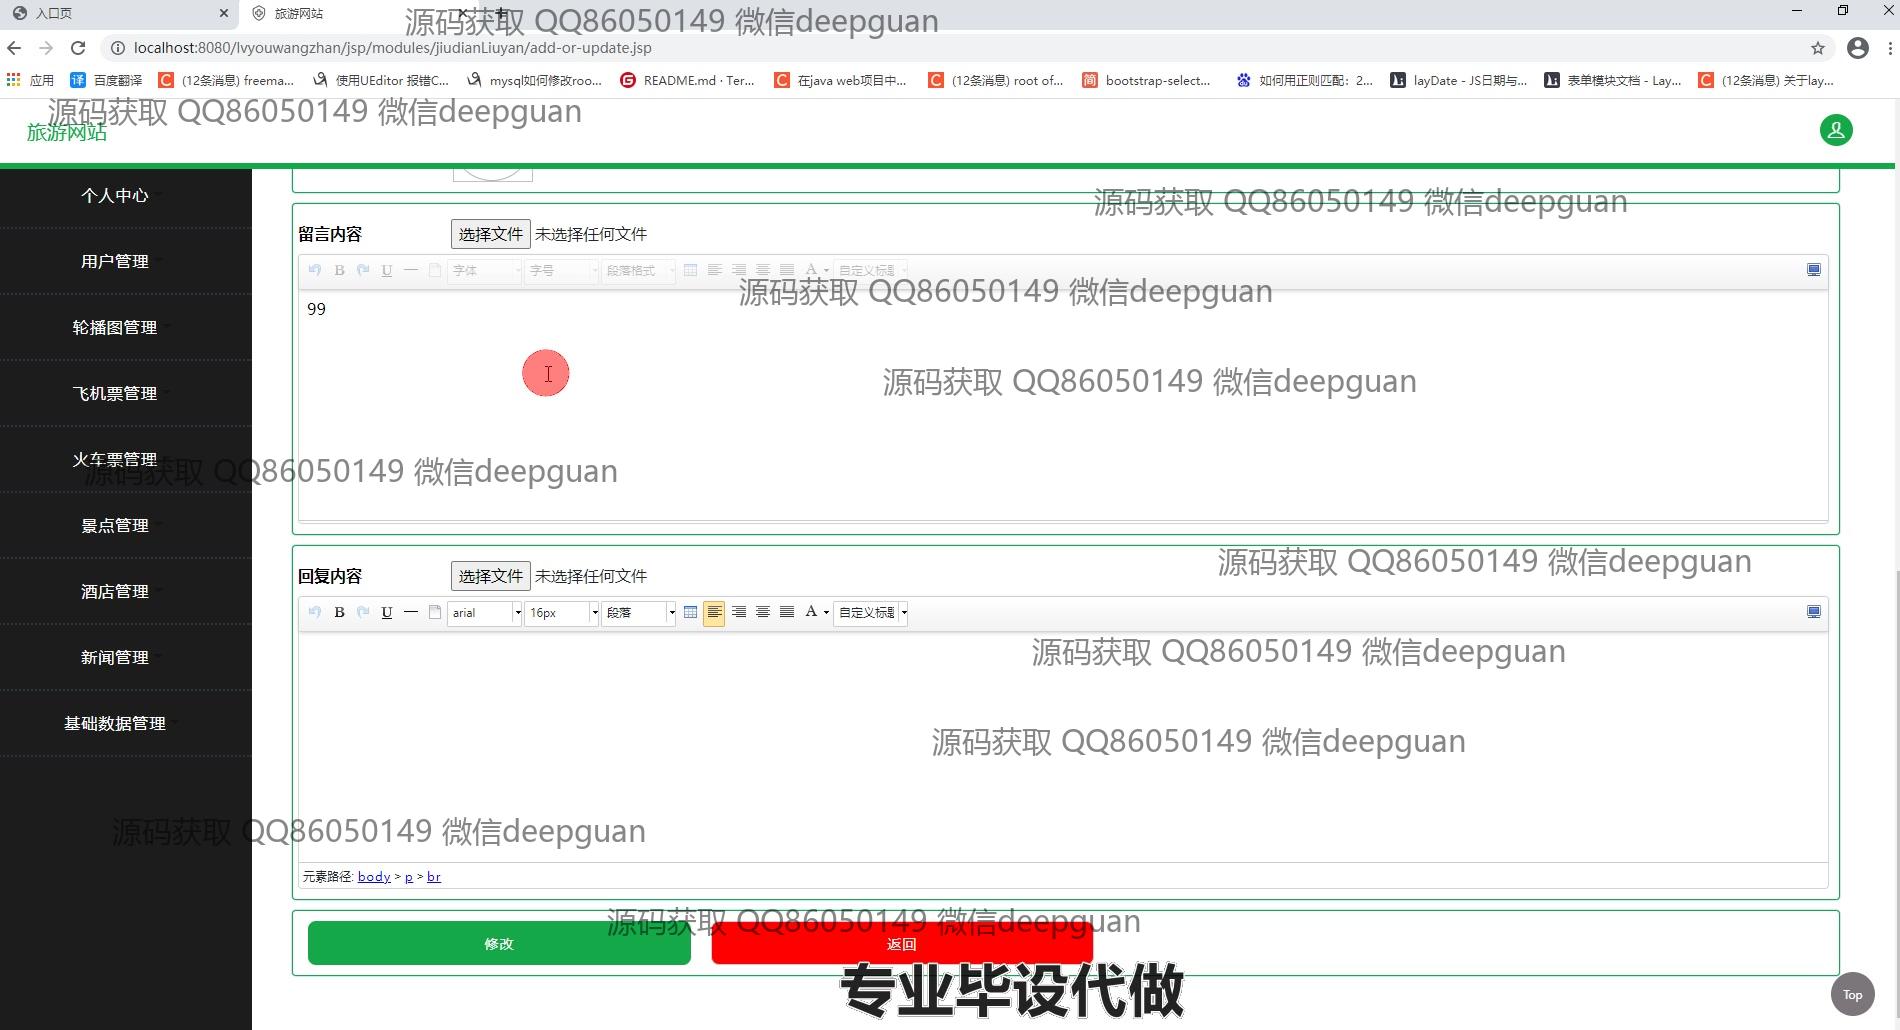 入口页
旅游网站
源码获取 QQ86050149 微信deepguan
localhost:8080/lvyouwangzhan/jsp/modules/jiudianLiuyan/add-or-update.jsp
应用 百度翻译 (12条消息) freema... 使用UEditor 报错C... mysql如何修改roo... README.md · Ter... 在java web项目中... (12条消息) root of... bootstrap-select... 如何用正则匹配：2... layDate - JS日期与... 表单模块文档 - Lay... (12条消息) 关于lay...
源码获取 QQ86050149 微信deepguan
旅游网站
个人中心
源码获取 QQ86050149 微信deepguan
留言内容 选择文件 未选择任何文件
用户管理
B U 字体 字号 段落格式 A 自定义标题
源码获取 QQ86050149 微信deepguan
99
轮播图管理
源码获取 QQ86050149 微信deepguan
飞机票管理
火车票管理
源码获取 QQ86050149 微信deepguan
景点管理
源码获取 QQ86050149 微信deepguan
回复内容 选择文件 未选择任何文件
酒店管理
B U arial 16px 段落 A 自定义标题
源码获取 QQ86050149 微信deepguan
新闻管理
基础数据管理
源码获取 QQ86050149 微信deepguan
源码获取 QQ86050149 微信deepguan
元素路径: body > p > br
源码获取 QQ86050149 微信deepguan
修改 返回
专业毕设代做
Top